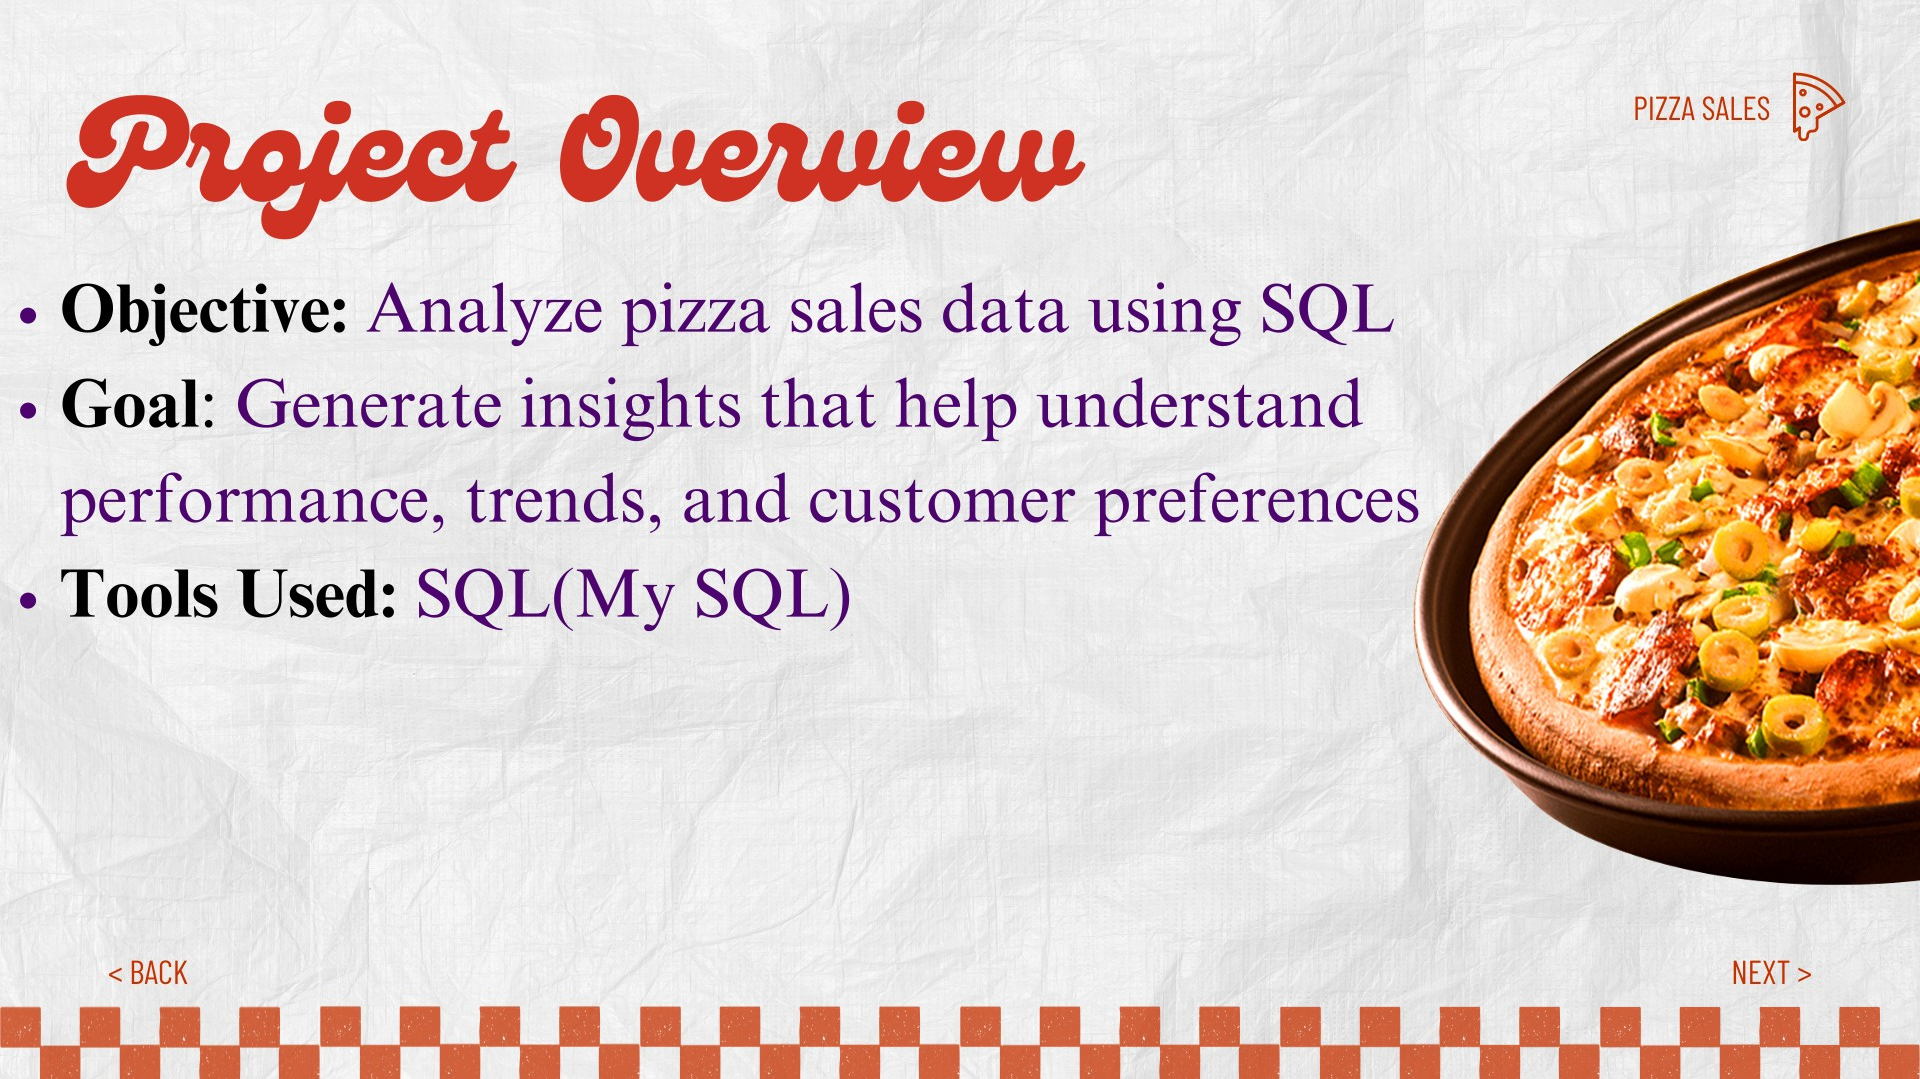 PIZZA SALES
Project Overview
• Objective: Analyze pizza sales data using SQL
• Goal: Generate insights that help understand
performance, trends, and customer preferences
• Tools Used: SQL(My SQL)
< BACK
NEXT >